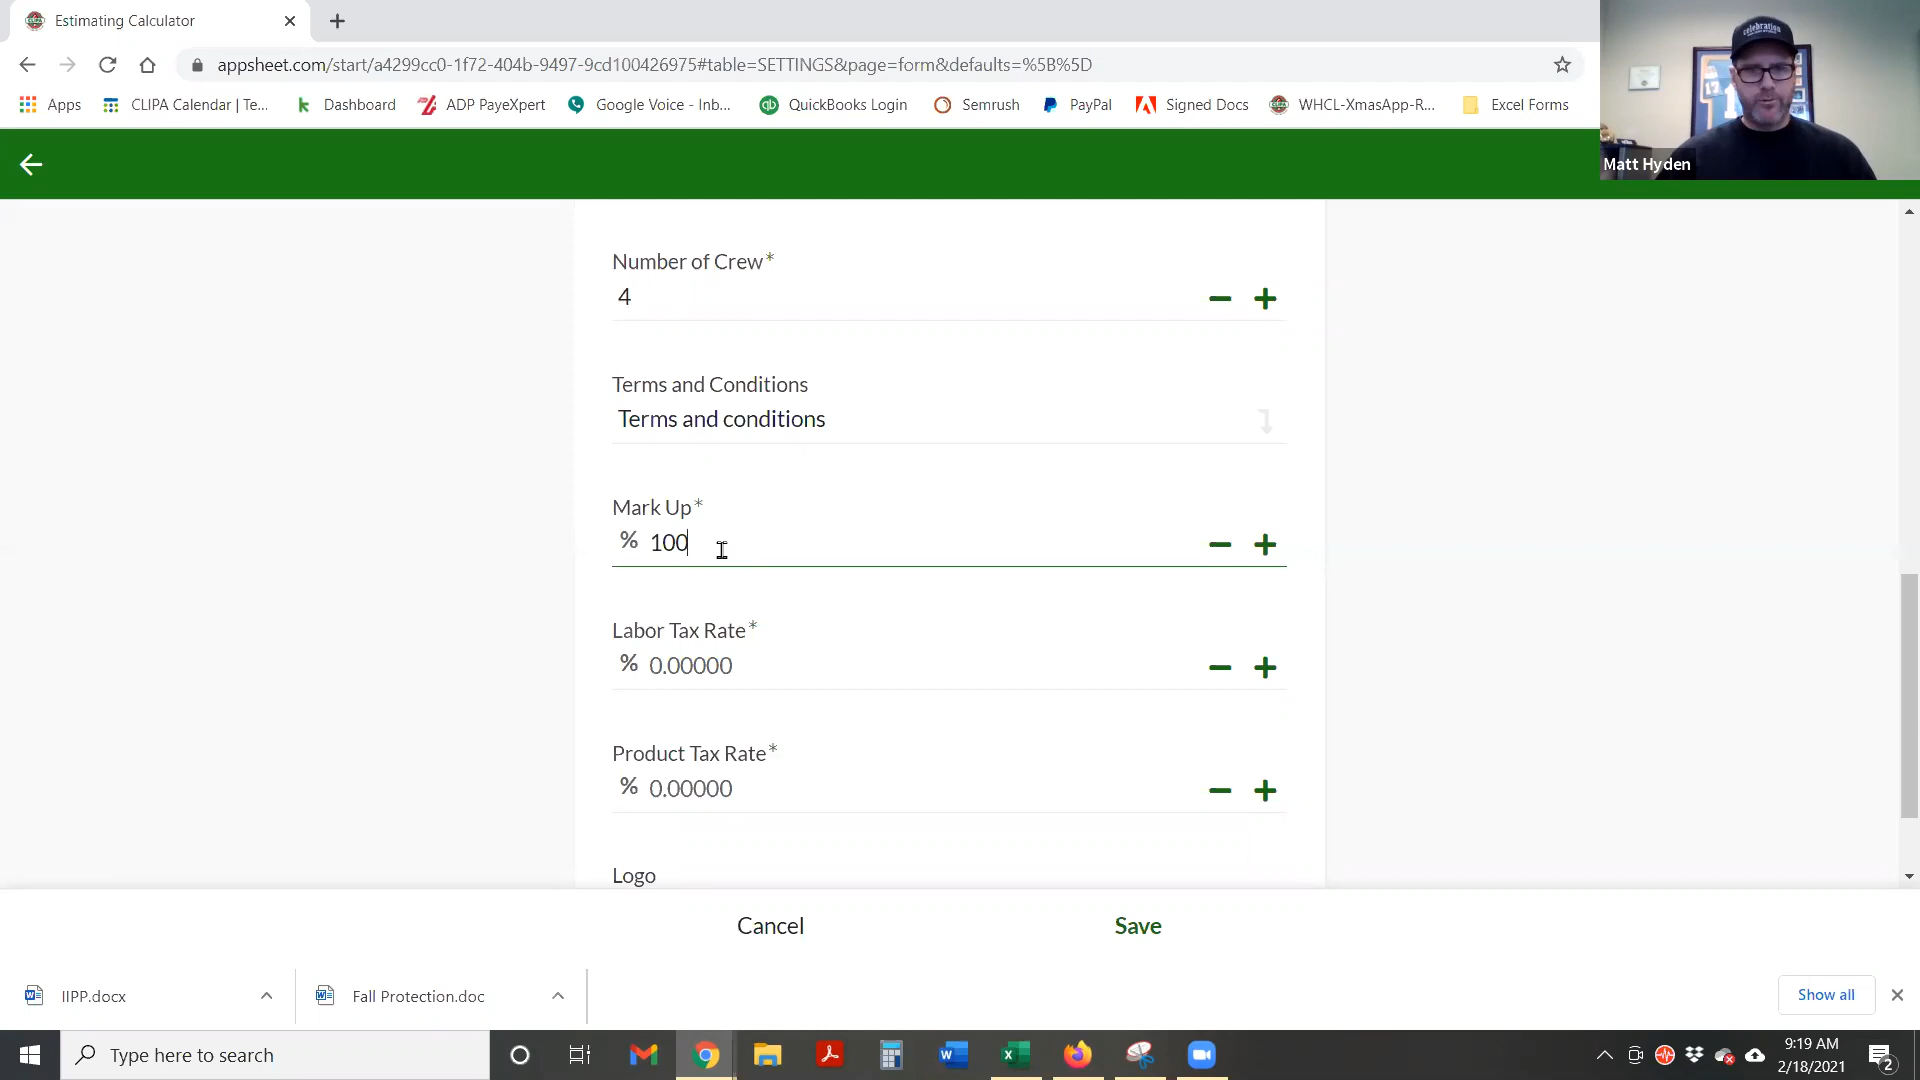 Estimating Calculator
appsheet.com/start/a4299cc0-1f72-404b-9497-9cd100426975#table=SETTINGS&page=form&defaults=%5B%5D
Apps
CLIPA Calendar | Te...
Dashboard
ADP PayeXpert
Google Voice - Inb...
QuickBooks Login
Semrush
PayPal
Signed Docs
WHCL-XmasApp-R...
Excel Forms
celebration
Matt Hyden
Number of Crew*
4
Terms and Conditions
Terms and conditions
Mark Up*
% 100
Labor Tax Rate*
% 0.00000
Product Tax Rate*
% 0.00000
Logo
Cancel
Save
IIPP.docx
Fall Protection.doc
Show all
Type here to search
9:19 AM
2/18/2021
2